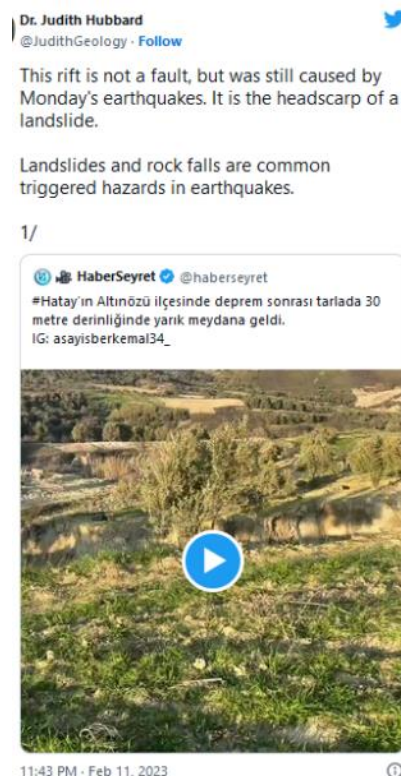 Dr. Judith Hubbard
@JudithGeology · Follow
This rift is not a fault, but was still caused by
Monday's earthquakes. It is the headscarp of a
landslide.
Landslides and rock falls are common
triggered hazards in earthquakes.
1/
HaberSeyret @haberseyret
#Hatay'ın Altınözü ilçesinde deprem sonrası tarlada 30
metre derinliğinde yarık meydana geldi.
IG: asayisberkemal34_
11:43 PM · Feb 11, 2023